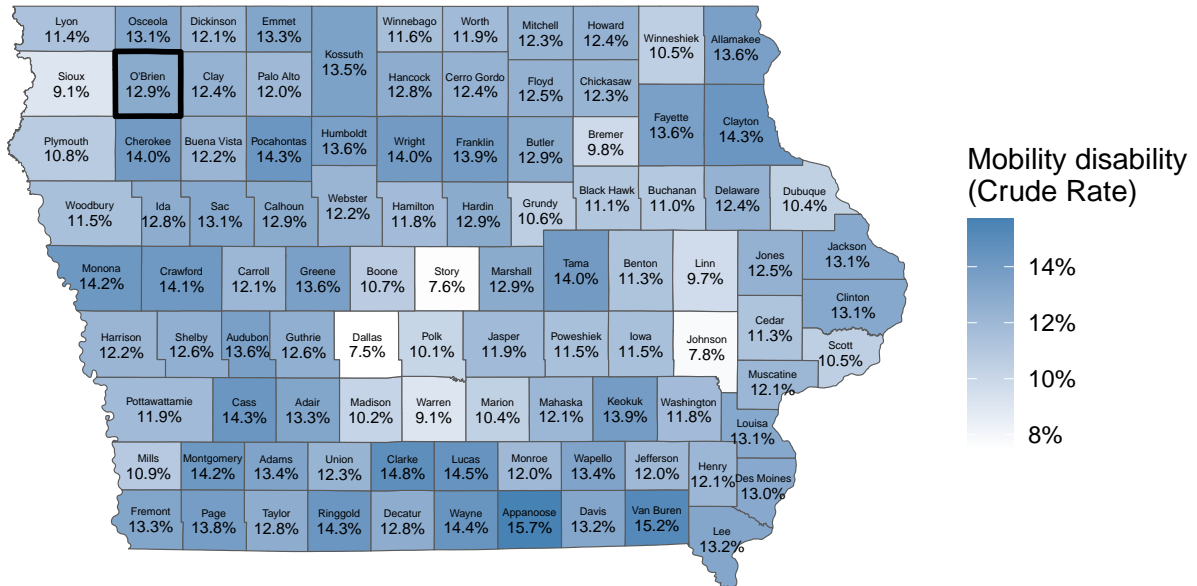 Lyon
11.4%
Osceola
13.1%
Dickinson
12.1%
Emmet
13.3%
Kossuth
13.5%
Winnebago
11.6%
Worth
11.9%
Mitchell
12.3%
Howard
12.4%
Winneshiek
10.5%
Allamakee
13.6%
Sioux
9.1%
O'Brien
12.9%
Clay
12.4%
Palo Alto
12.0%
Hancock
12.8%
Cerro Gordo
12.4%
Floyd
12.5%
Chickasaw
12.3%
Fayette
13.6%
Clayton
14.3%
Plymouth
10.8%
Cherokee
14.0%
Buena Vista
12.2%
Pocahontas
14.3%
Humboldt
13.6%
Wright
14.0%
Franklin
13.9%
Butler
12.9%
Bremer
9.8%
Woodbury
11.5%
Ida
12.8%
Sac
13.1%
Calhoun
12.9%
Webster
12.2%
Hamilton
11.8%
Hardin
12.9%
Grundy
10.6%
Black Hawk
11.1%
Buchanan
11.0%
Delaware
12.4%
Dubuque
10.4%
Monona
14.2%
Crawford
14.1%
Carroll
12.1%
Greene
13.6%
Boone
10.7%
Story
7.6%
Marshall
12.9%
Tama
14.0%
Benton
11.3%
Linn
9.7%
Jones
12.5%
Jackson
13.1%
Clinton
13.1%
Harrison
12.2%
Shelby
12.6%
Audubon
13.6%
Guthrie
12.6%
Dallas
7.5%
Polk
10.1%
Jasper
11.9%
Poweshiek
11.5%
Iowa
11.5%
Johnson
7.8%
Cedar
11.3%
Scott
10.5%
Muscatine
12.1%
Pottawattamie
11.9%
Cass
14.3%
Adair
13.3%
Madison
10.2%
Warren
9.1%
Marion
10.4%
Mahaska
12.1%
Keokuk
13.9%
Washington
11.8%
Louisa
13.1%
Mills
10.9%
Montgomery
14.2%
Adams
13.4%
Union
12.3%
Clarke
14.8%
Lucas
14.5%
Monroe
12.0%
Wapello
13.4%
Jefferson
12.0%
Henry
12.1%
Des Moines
13.0%
Fremont
13.3%
Page
13.8%
Taylor
12.8%
Ringgold
14.3%
Decatur
12.8%
Wayne
14.4%
Appanoose
15.7%
Davis
13.2%
Van Buren
15.2%
Lee
13.2%
Mobility disability
(Crude Rate)
14%
12%
10%
8%